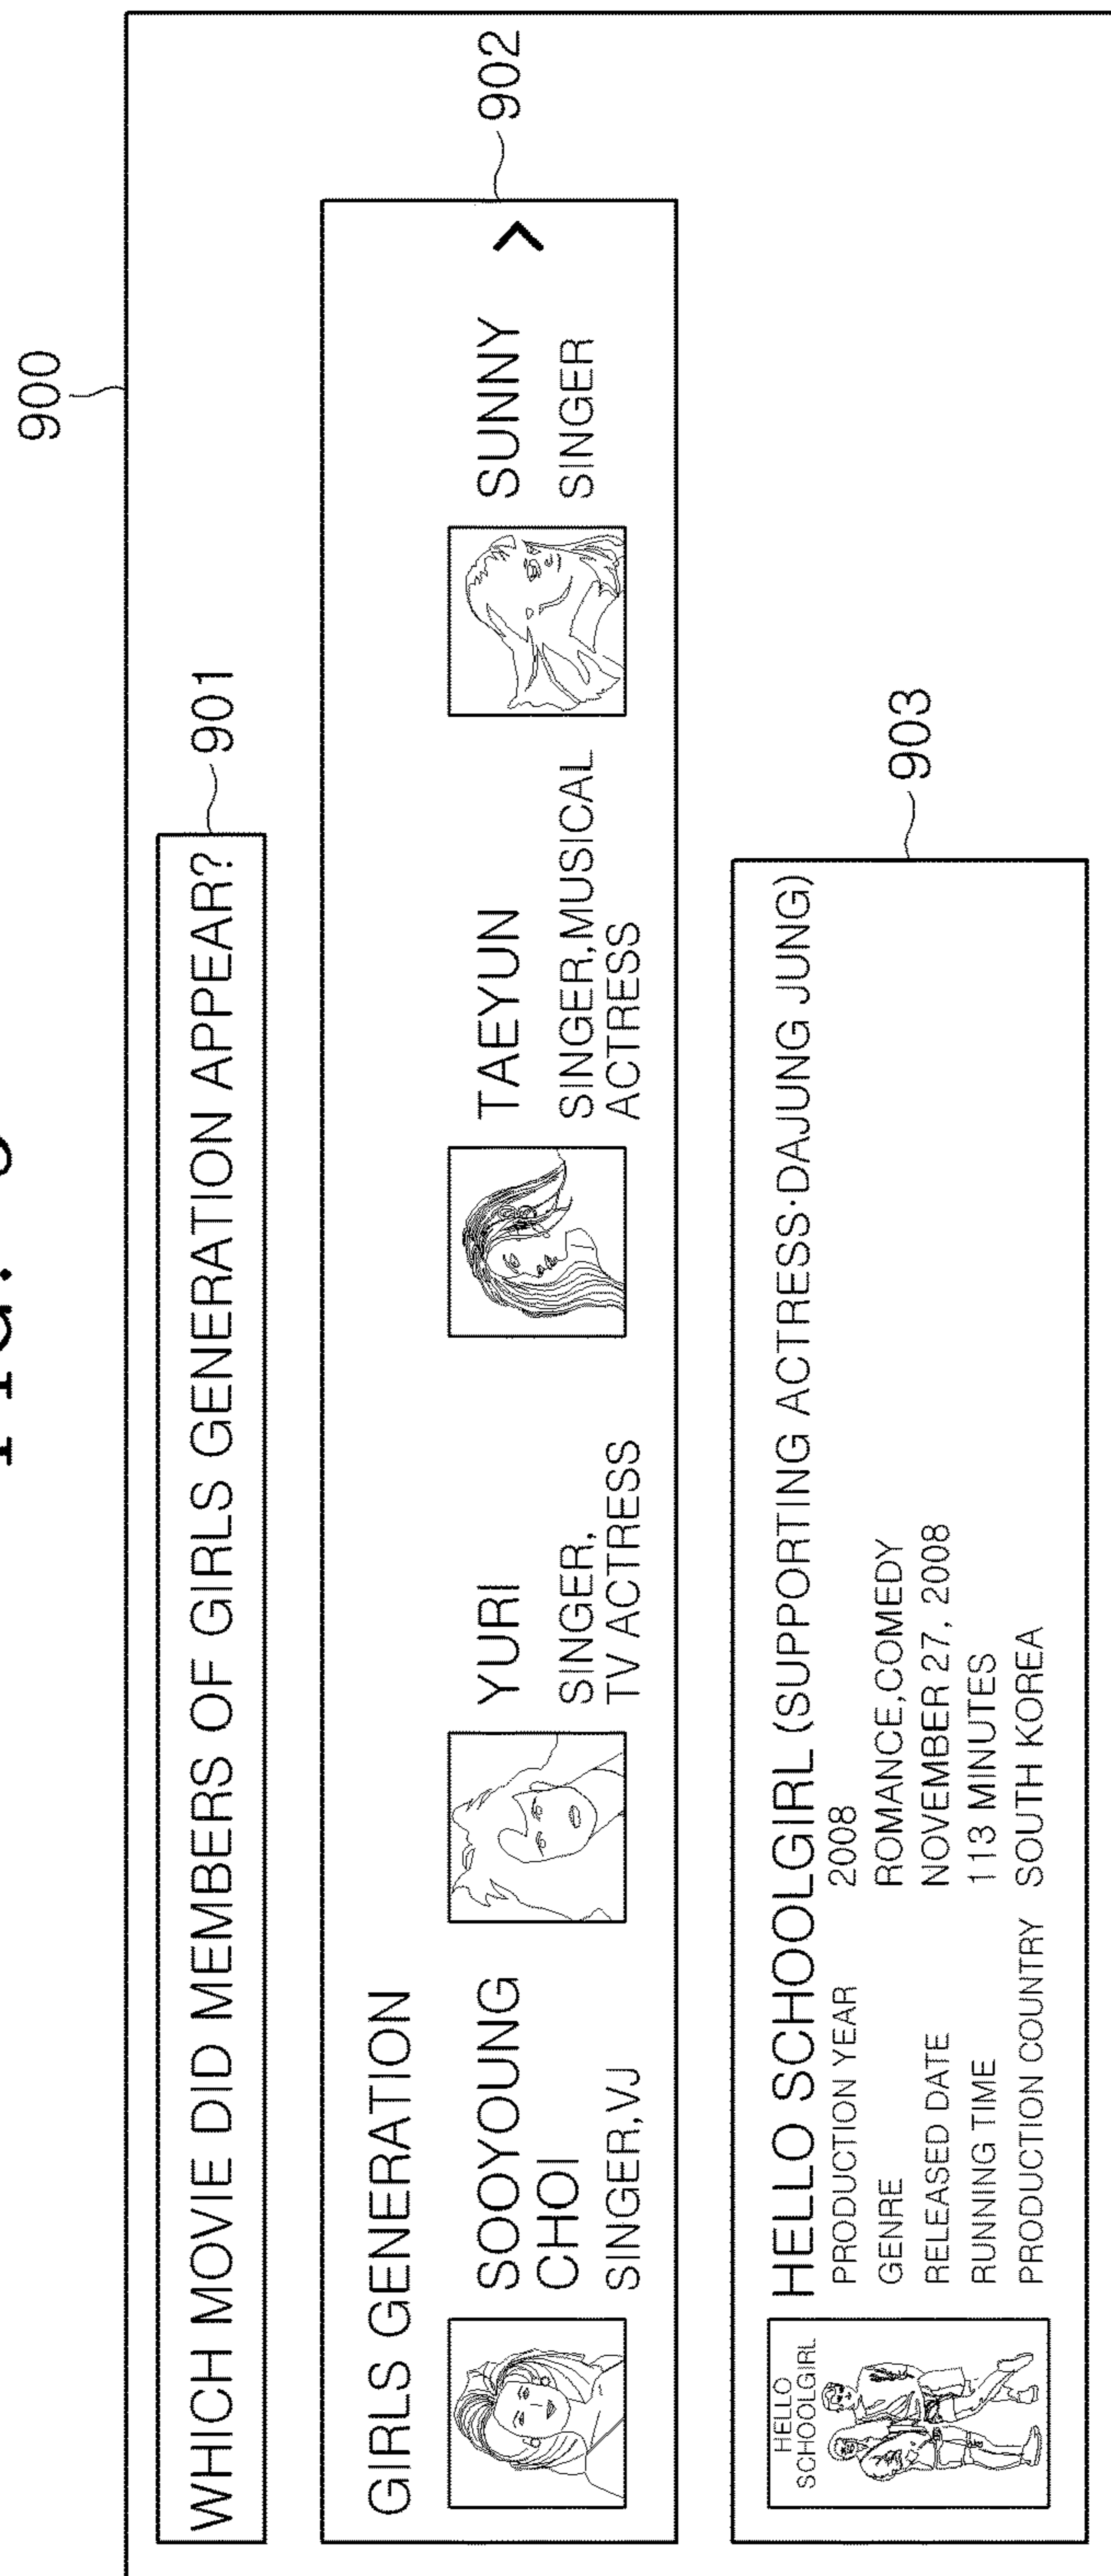 900
WHICH MOVIE DID MEMBERS OF GIRLS GENERATION APPEAR?
901
GIRLS GENERATION
902
SOOYOUNG
CHOI
SINGER,VJ
YURI
SINGER,
TV ACTRESS
TAEYUN
SINGER,MUSICAL
ACTRESS
SUNNY
SINGER
>
903
HELLO
SCHOOLGIRL
HELLO SCHOOLGIRL (SUPPORTING ACTRESS·DAJUNG JUNG)
PRODUCTION YEAR 2008
GENRE ROMANCE,COMEDY
RELEASED DATE NOVEMBER 27, 2008
RUNNING TIME 113 MINUTES
PRODUCTION COUNTRY SOUTH KOREA